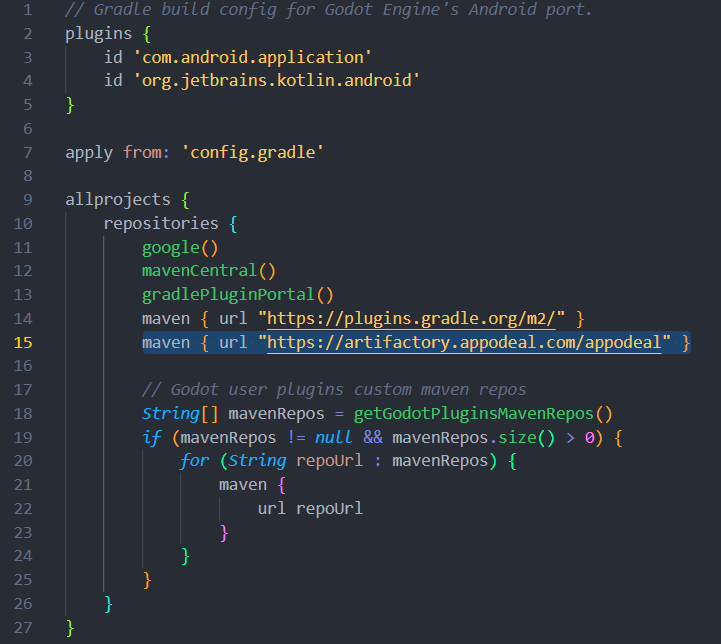 1 // Gradle build config for Godot Engine's Android port.
2 plugins {
3     id 'com.android.application'
4     id 'org.jetbrains.kotlin.android'
5 }
6
7 apply from: 'config.gradle'
8
9 allprojects {
10     repositories {
11         google()
12         mavenCentral()
13         gradlePluginPortal()
14         maven { url "https://plugins.gradle.org/m2/" }
15         maven { url "https://artifactory.appodeal.com/appodeal" }
16
17         // Godot user plugins custom maven repos
18         String[] mavenRepos = getGodotPluginsMavenRepos()
19         if (mavenRepos != null && mavenRepos.size() > 0) {
20             for (String repoUrl : mavenRepos) {
21                 maven {
22                     url repoUrl
23                 }
24             }
25         }
26     }
27 }